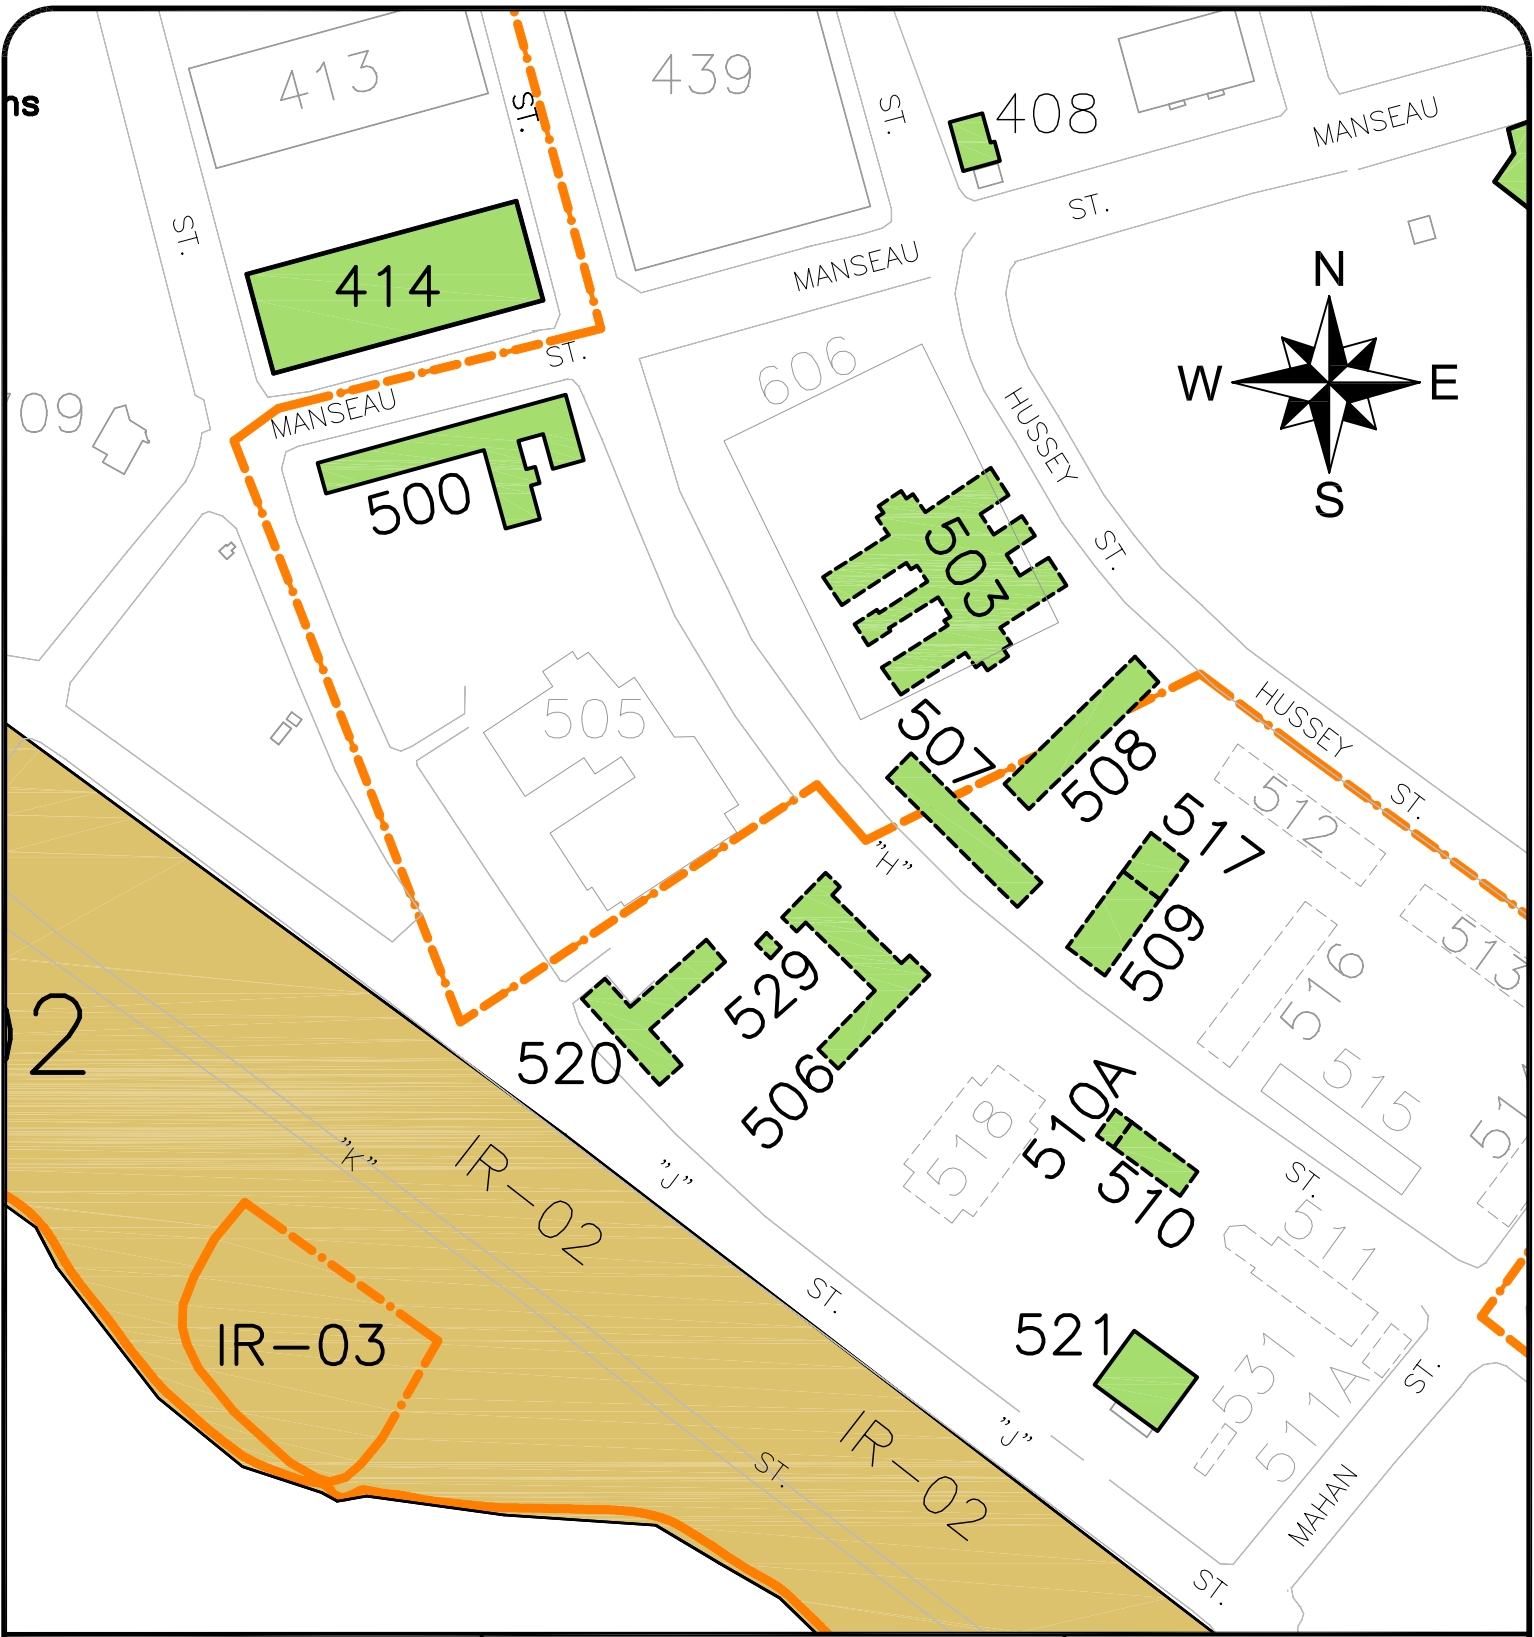 ns
413
ST.
439
ST.
408
MANSEAU
ST.
ST.
414
MANSEAU
N
W
E
S
ST.
MANSEAU
709
606
HUSSEY
500
503
ST.
505
507
508
HUSSEY
ST.
512
517
"H"
509
513
516
529
520
506
515
518
510A
510
02
"K"
IR-02
"J"
ST.
511
ST.
IR-03
521
531
511A
ST.
IR-02
"J"
ST.
MAHAN
ST.